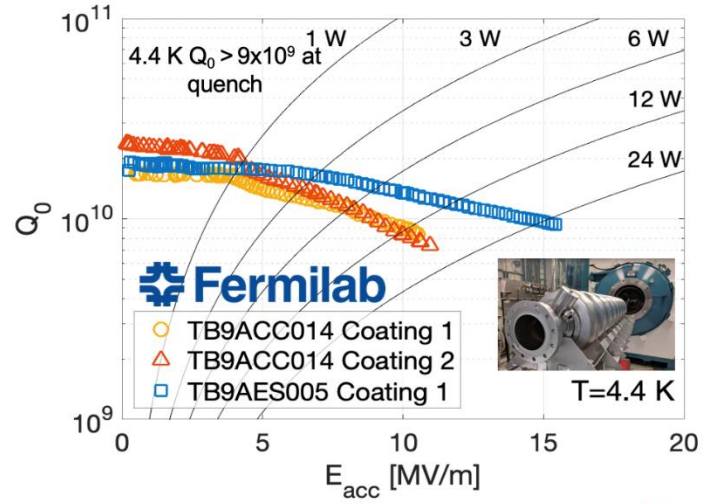 10¹¹
10¹⁰
10⁹
Q₀
4.4 K Q₀ > 9x10⁹ at
quench
1 W
3 W
6 W
12 W
24 W
Fermilab
TB9ACC014 Coating 1
TB9ACC014 Coating 2
TB9AES005 Coating 1
T=4.4 K
0
5
10
15
20
E_acc [MV/m]